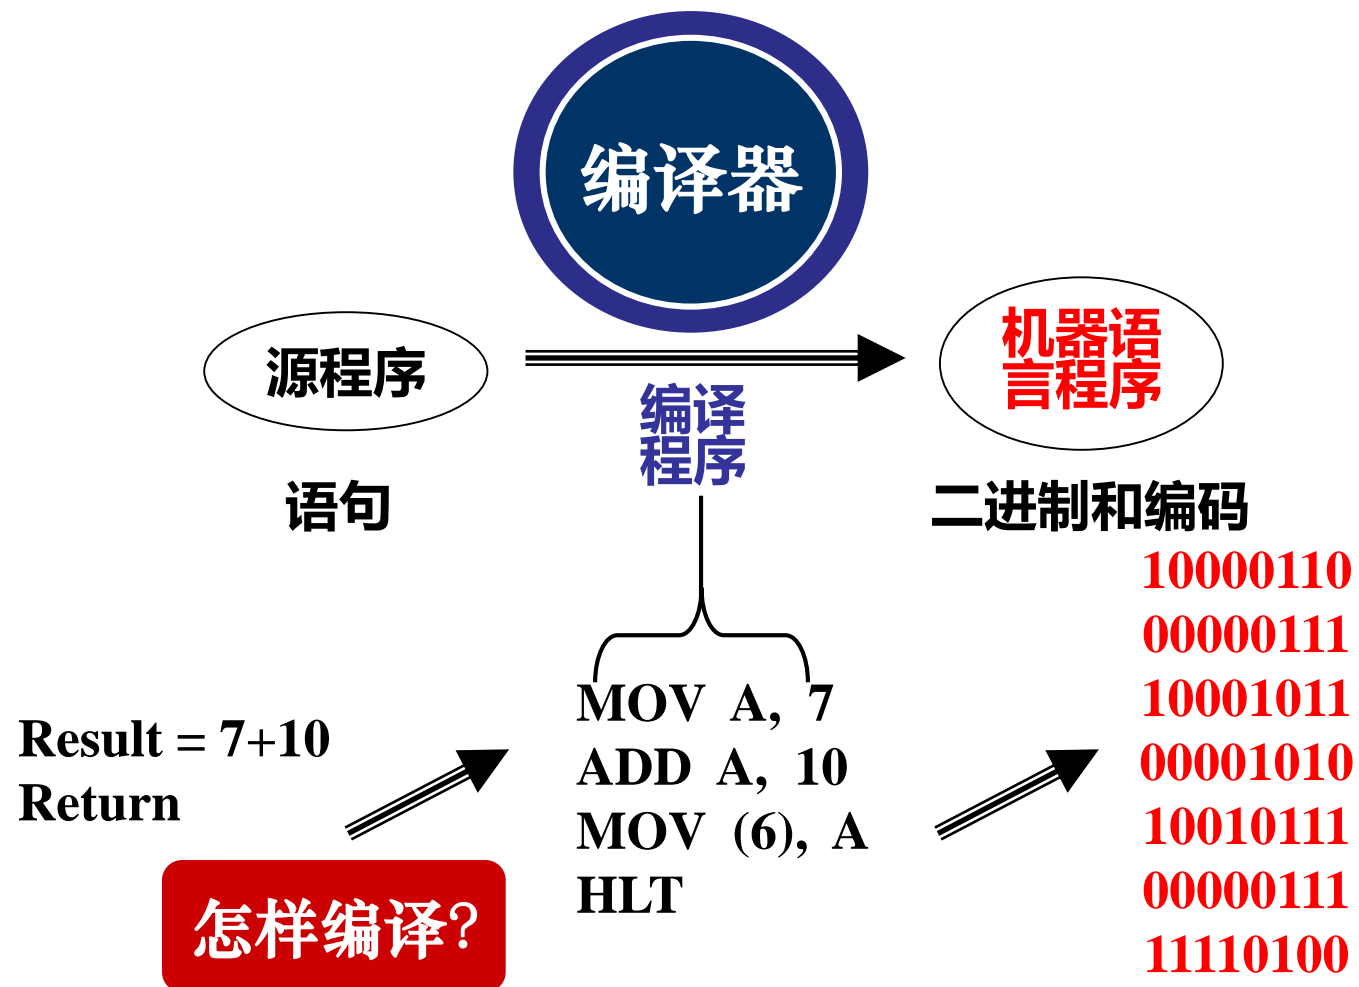 编译器
源程序
编译
程序
机器语
言程序
语句
二进制和编码
Result = 7+10
Return
怎样编译?
MOV A, 7
ADD A, 10
MOV (6), A
HLT
10000110
00000111
10001011
00001010
10010111
00000111
11110100